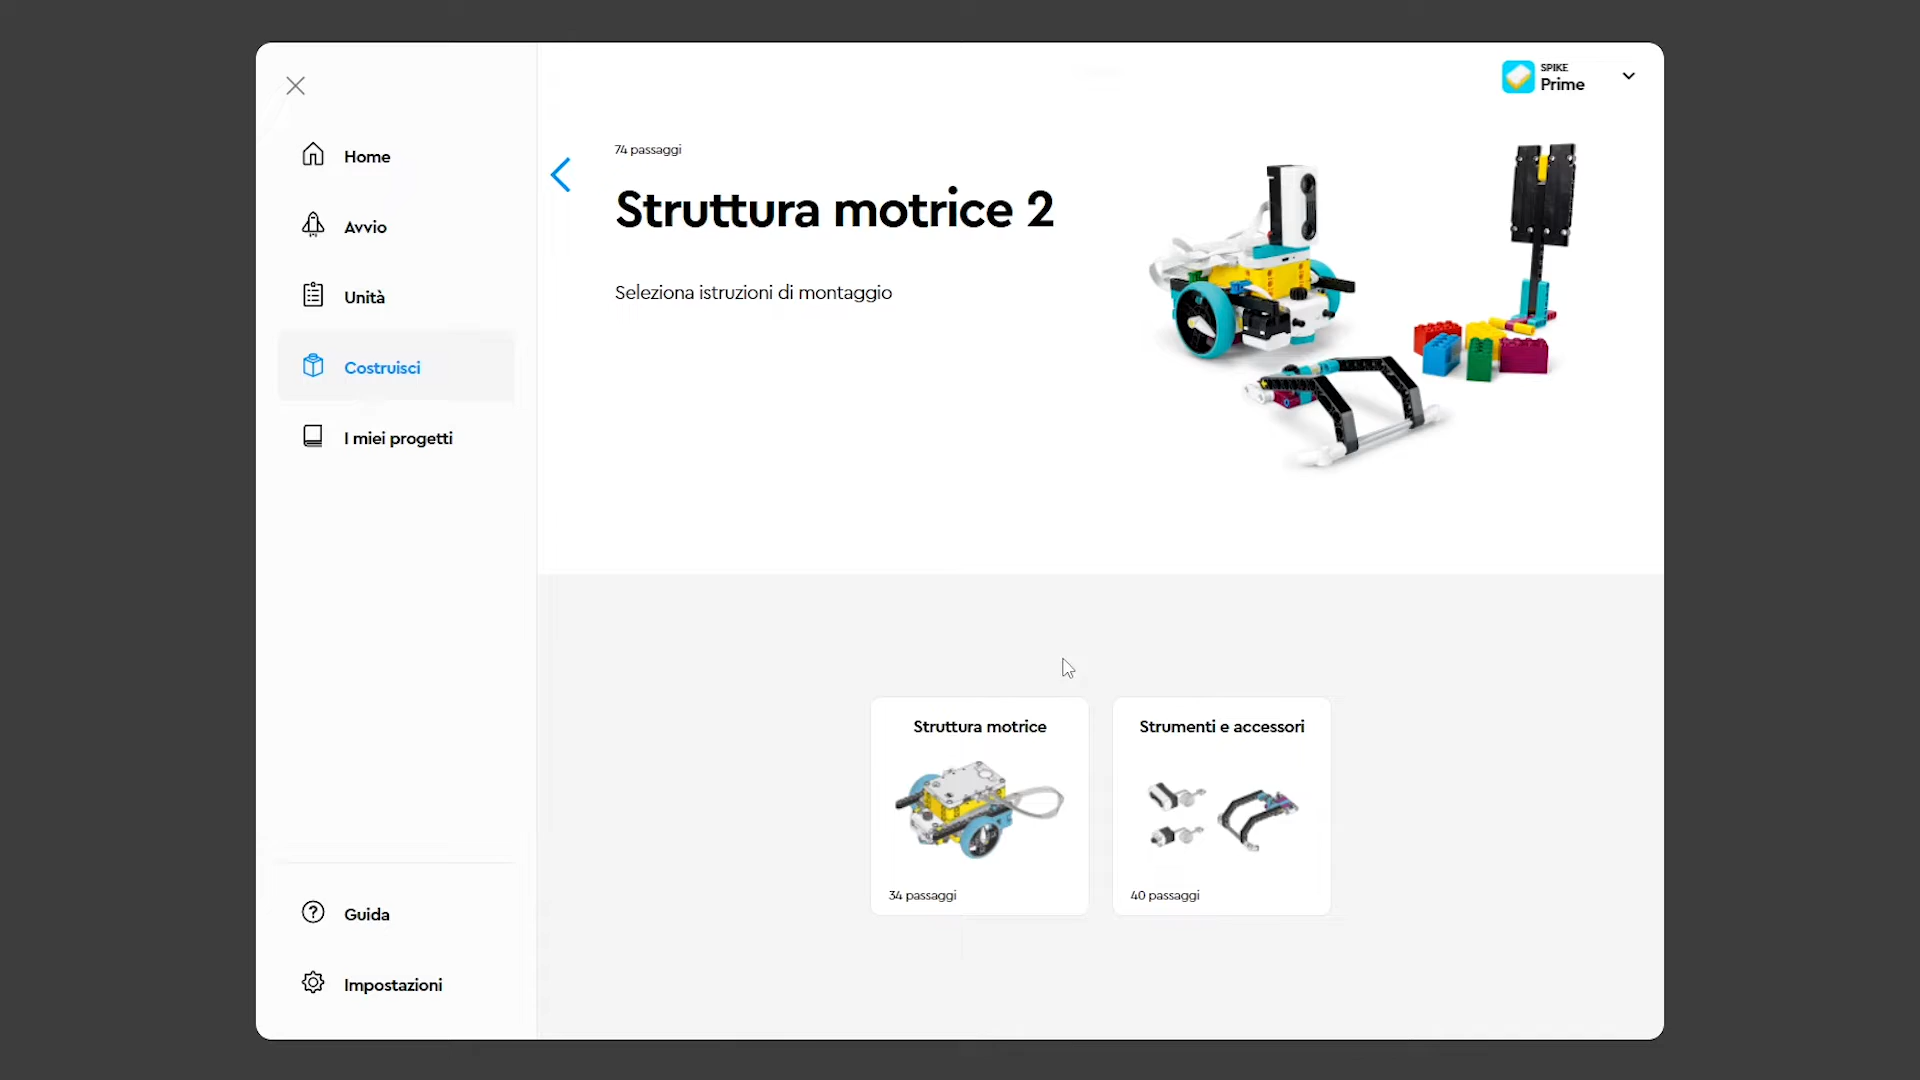 SPIKE
Prime
Home
Avvio
Unità
Costruisci
I miei progetti
Guida
Impostazioni
74 passaggi
Struttura motrice 2
Seleziona istruzioni di montaggio
Struttura motrice
34 passaggi
Strumenti e accessori
40 passaggi